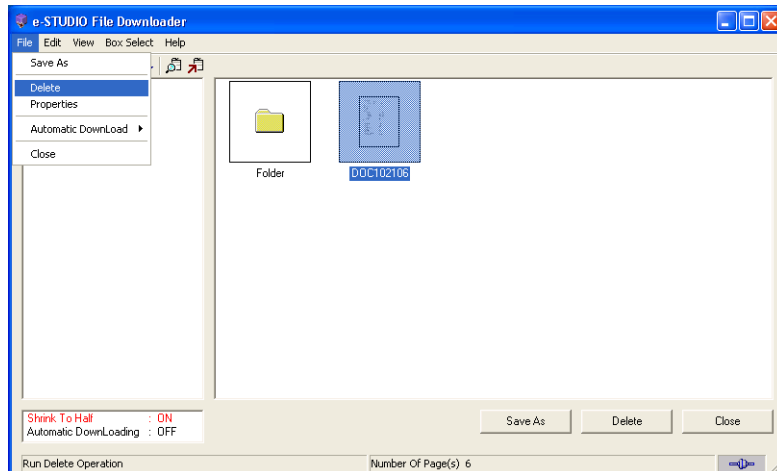 e-STUDIO File Downloader
File Edit View Box Select Help
Save As
Delete
Properties
Automatic DownLoad
Close
Folder
DOC102106
Shrink To Half : ON
Automatic DownLoading : OFF
Save As Delete Close
Run Delete Operation Number Of Page(s) 6